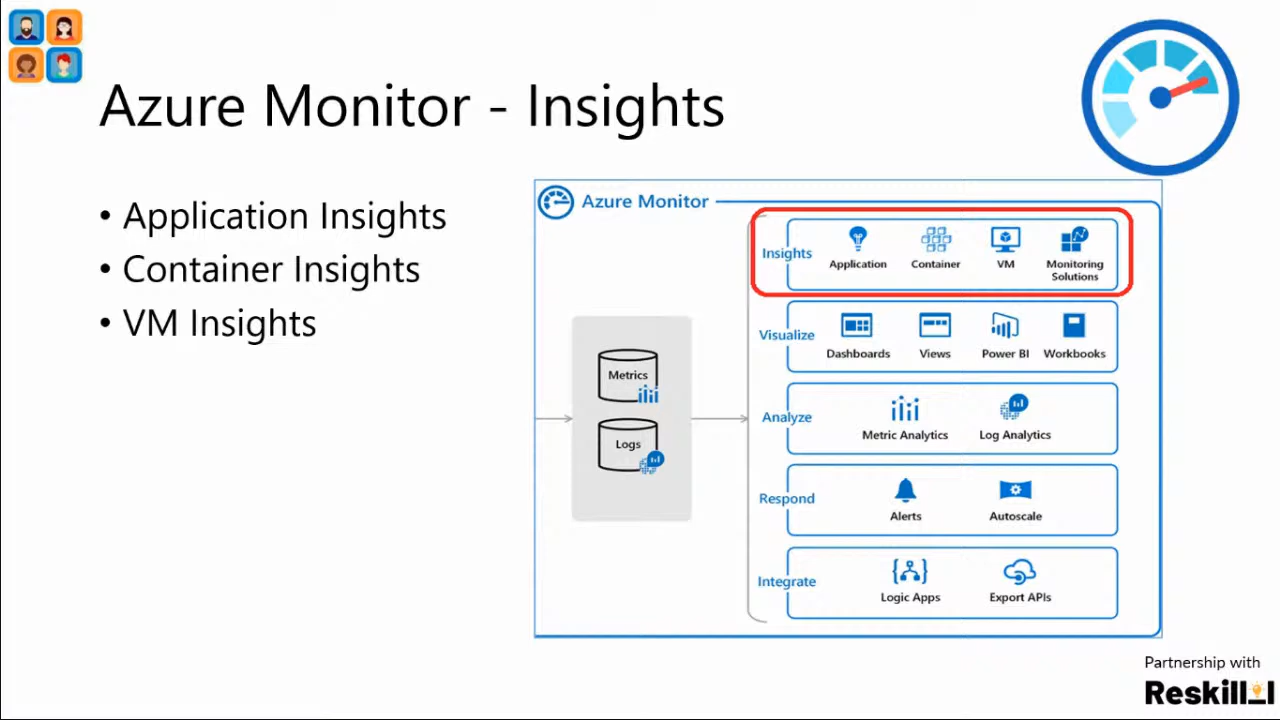 Azure Monitor - Insights
• Application Insights
• Container Insights
• VM Insights
Azure Monitor
Metrics
Logs
Insights
Application
Container
VM
Monitoring
Solutions
Visualize
Dashboards
Views
Power BI
Workbooks
Analyze
Metric Analytics
Log Analytics
Respond
Alerts
Autoscale
Integrate
Logic Apps
Export APIs
Partnership with